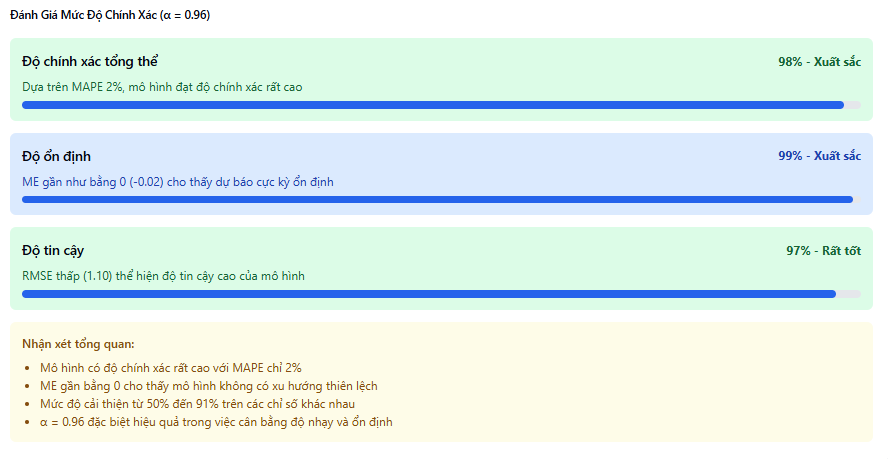 Đánh Giá Mức Độ Chính Xác (α = 0.96)
Độ chính xác tổng thể
98% - Xuất sắc
Dựa trên MAPE 2%, mô hình đạt độ chính xác rất cao
Độ ổn định
99% - Xuất sắc
ME gần như bằng 0 (-0.02) cho thấy dự báo cực kỳ ổn định
Độ tin cậy
97% - Rất tốt
RMSE thấp (1.10) thể hiện độ tin cậy cao của mô hình
Nhận xét tổng quan:
• Mô hình có độ chính xác rất cao với MAPE chỉ 2%
• ME gần bằng 0 cho thấy mô hình không có xu hướng thiên lệch
• Mức độ cải thiện từ 50% đến 91% trên các chỉ số khác nhau
• α = 0.96 đặc biệt hiệu quả trong việc cân bằng độ nhạy và ổn định